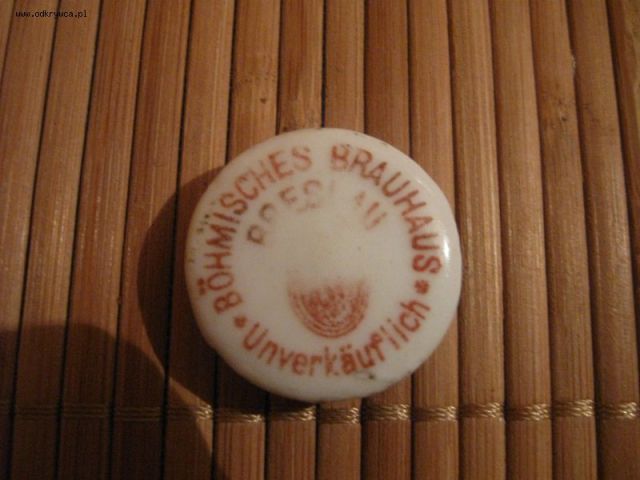 www.odkrywca.pl
BÖHMISCHES BRAUHAUS
BRESLAU
* Unverkäuflich *